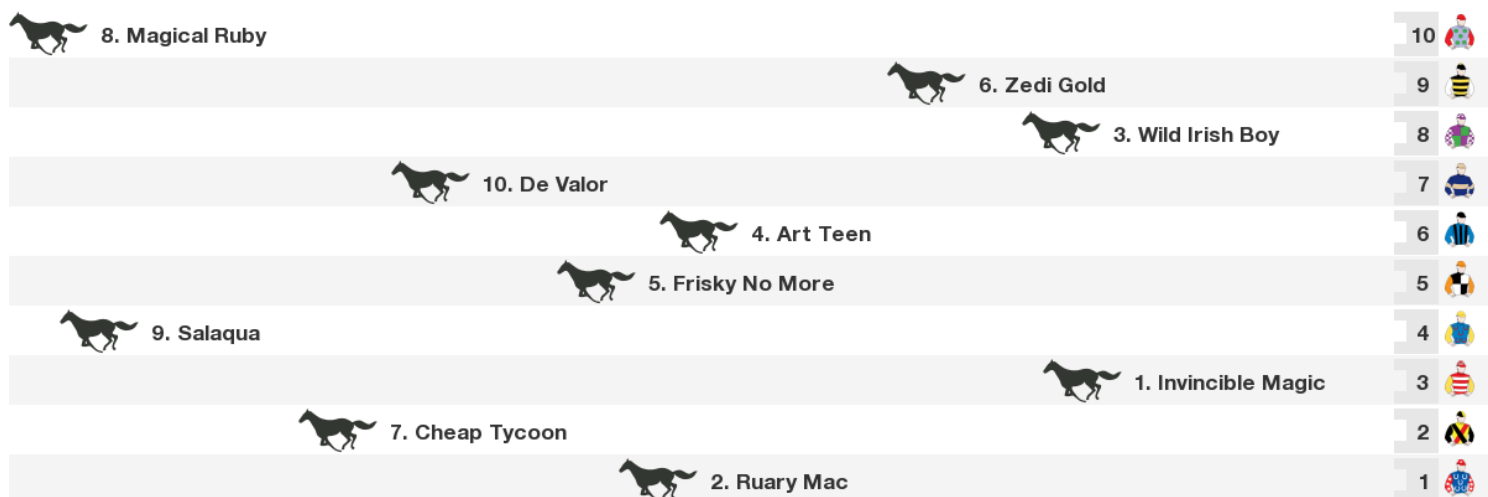 8. Magical Ruby 10
6. Zedi Gold 9
3. Wild Irish Boy 8
10. De Valor 7
4. Art Teen 6
5. Frisky No More 5
9. Salaqua 4
1. Invincible Magic 3
7. Cheap Tycoon 2
2. Ruary Mac 1